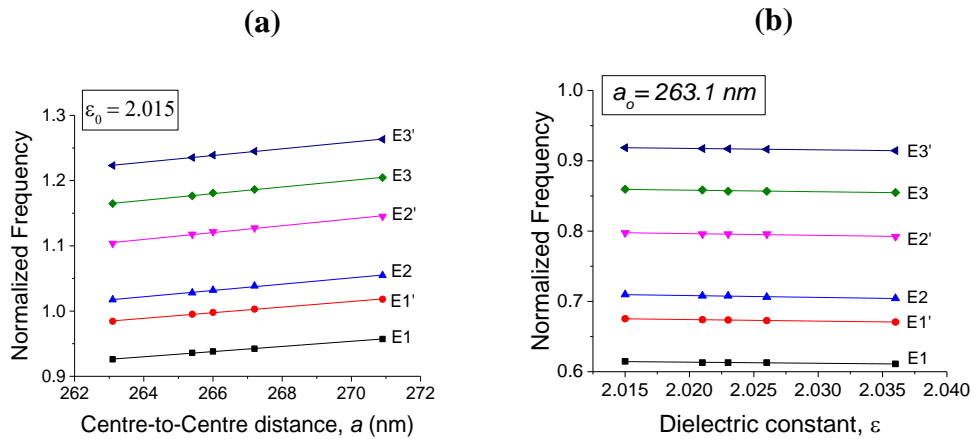 (a)
ε₀ = 2.015
Normalized Frequency
1.3
1.2
1.1
1.0
0.9
E3'
E3
E2'
E2
E1'
E1
262 264 266 268 270 272
Centre-to-Centre distance, a (nm)
(b)
aₒ= 263.1 nm
Normalized Frequency
1.0
0.9
0.8
0.7
0.6
E3'
E3
E2'
E2
E1'
E1
2.015 2.020 2.025 2.030 2.035 2.040
Dielectric constant, ε